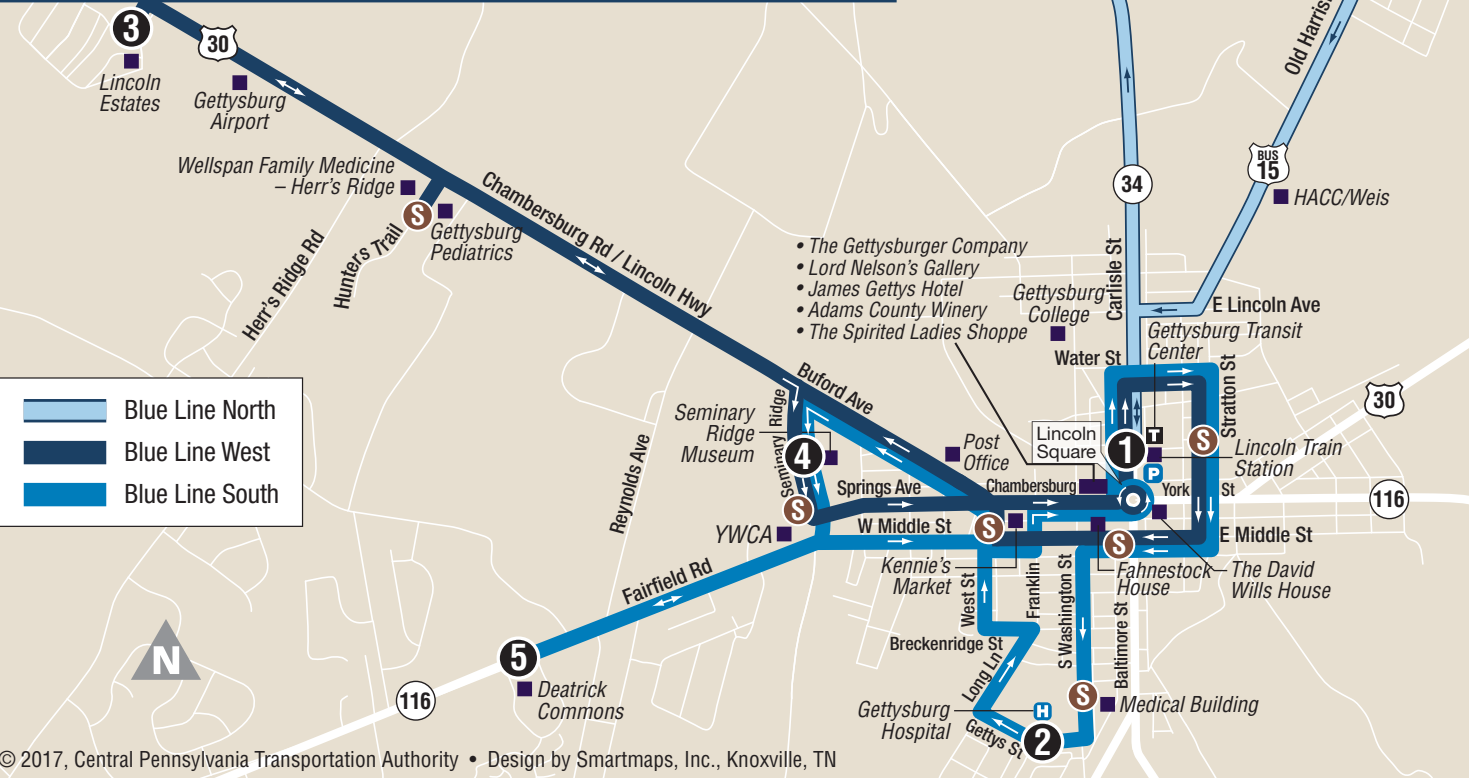 3
30
Lincoln
Estates
Gettysburg
Airport
Wellspan Family Medicine
– Herr's Ridge
S
Gettysburg
Pediatrics
Hunters Trail
Herr's Ridge Rd
Chambersburg Rd / Lincoln Hwy
Old
34
BUS
15
HACC/Weis
• The Gettysburger Company
• Lord Nelson's Gallery
• James Gettys Hotel
• Adams County Winery
• The Spirited Ladies Shoppe
Gettysburg
College
Carlisle St
E Lincoln Ave
Gettysburg Transit
Center
Water St
Stratton St
30
Blue Line North
Blue Line West
Blue Line South
Buford Ave
Seminary Ridge
Seminary
Ridge
Museum
4
Seminary
S
Reynolds Ave
Post
Office
Lincoln
Square
1
T
P
S
Lincoln Train
Station
Springs Ave
Chambersburg
York St
116
YWCA
W Middle St
S
S
E Middle St
Kennie's
Market
Fahnestock
House
The David
Wills House
Fairfield Rd
West St
Franklin
S Washington St
Baltimore St
Breckenridge St
Long Ln
N
5
Deatrick
Commons
116
S
Medical Building
Gettysburg
Hospital
H
Gettys St
2
© 2017, Central Pennsylvania Transportation Authority • Design by Smartmaps, Inc., Knoxville, TN